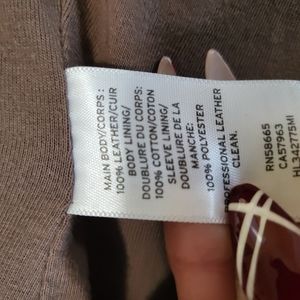 MAIN BODY/CORPS :
100% LEATHER/CUIR
BODY LINING/
DOUBLURE DU CORPS:
100% COTTON/COTON
SLEEVE LINING/
DOUBLURE DE LA
MANCHE:
100% POLYESTER
PROFESSIONAL LEATHER
CLEAN.
RN58665
CA57963
HL342T75MI